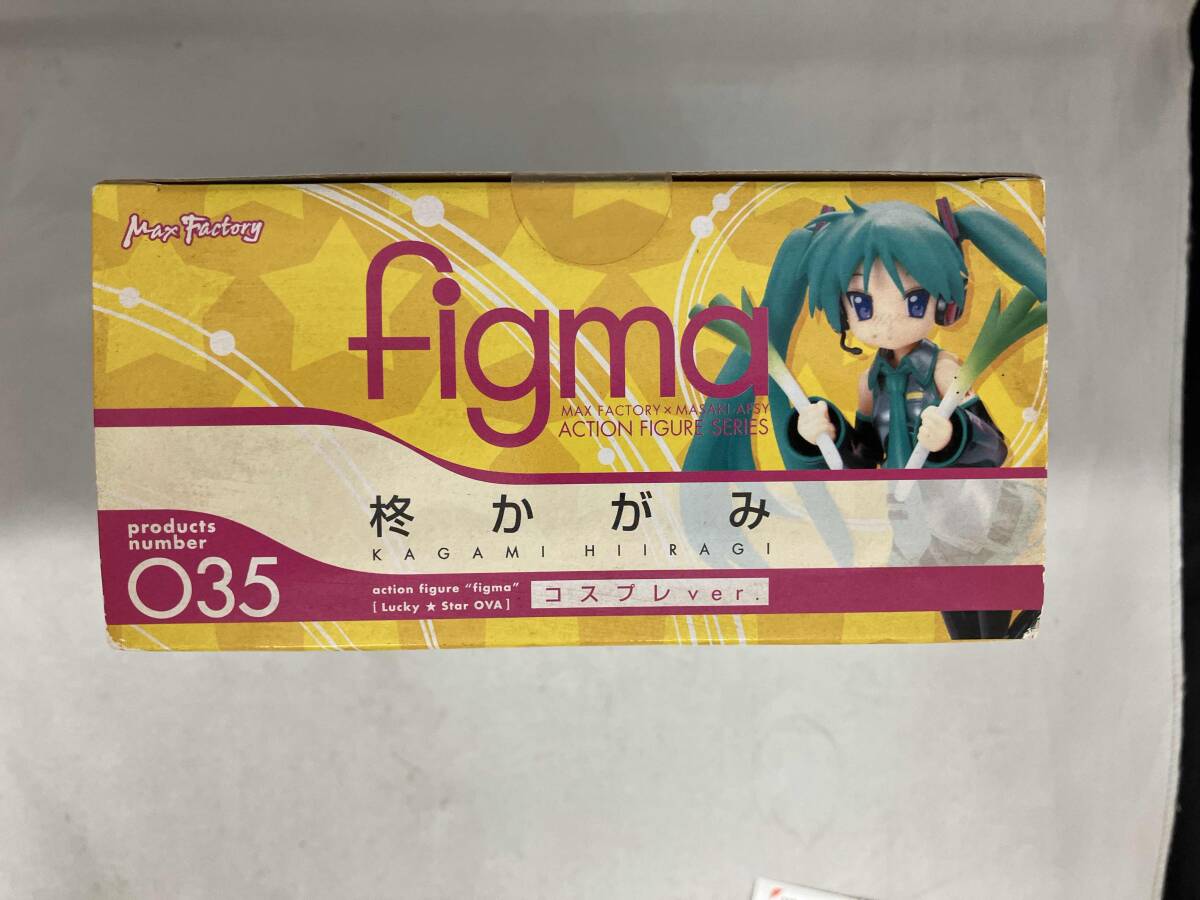 Max Factory
figma
MAX FACTORY × MASAKI APSY
ACTION FIGURE SERIES
柊かがみ
KAGAMI HIIRAGI
products
number
035
action figure "figma"
[Lucky ★ Star OVA]
コスプレver.